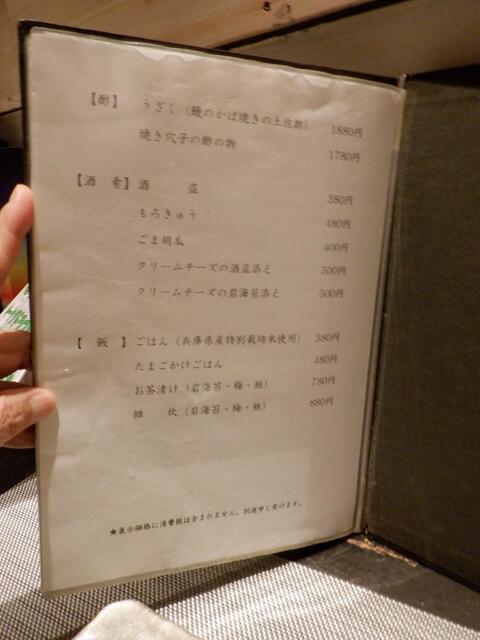 【酢】 うざく（鰻のかば焼きの土佐酢） 1880円
焼き穴子の酢の物 1780円
【酒 肴】 酒 盗 380円
もろきゅう 480円
ごま胡瓜 400円
クリームチーズの酒盗添え 500円
クリームチーズの岩海苔添え 500円
【 飯 】 ごはん（兵庫県産特別栽培米使用） 380円
たまごかけごはん 480円
お茶漬け（岩海苔・梅・鮭） 780円
雑 炊（岩海苔・梅・鮭） 880円
★表示価格に消費税は含まれません。別途申し受けます。